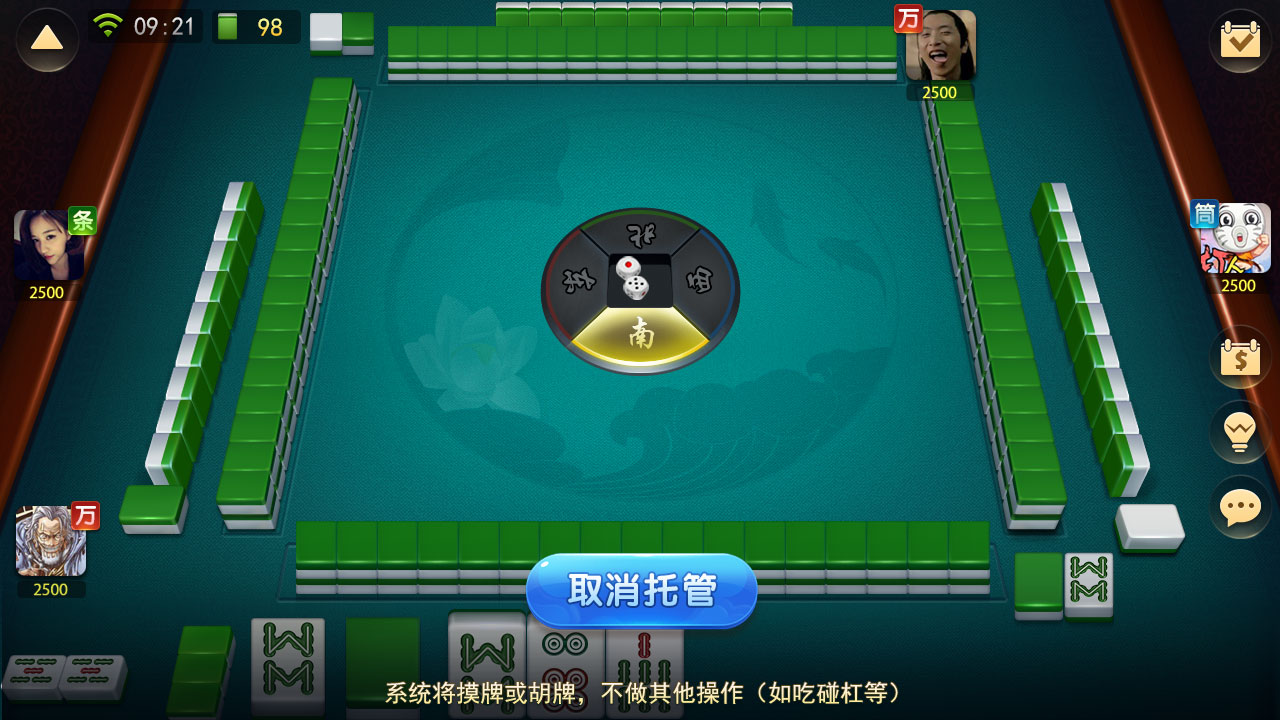 09:21
98
万
2500
条
2500
筒
2500
北
东
西
南
万
2500
取消托管
系统将摸牌或胡牌，不做其他操作（如吃碰杠等）